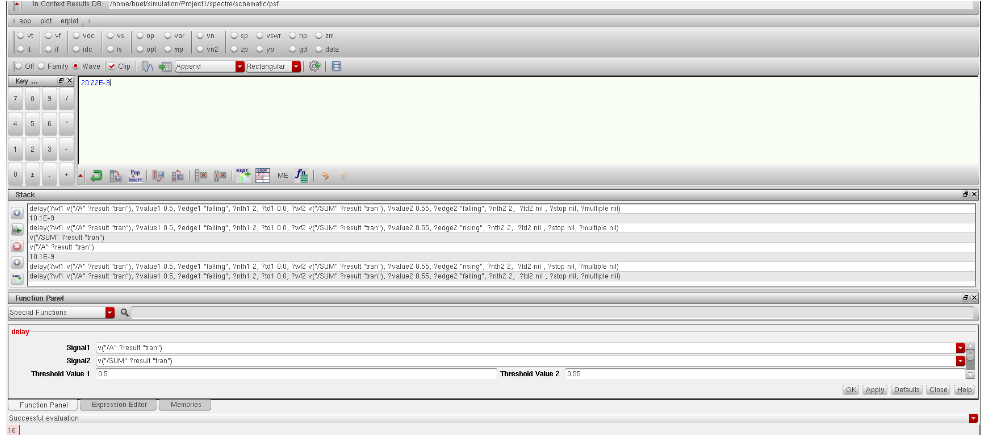 In Context Results DB: /home/buet/simulation/Project1/spectre/schematic/psf
app plot erplot
vt vf vdc vs op var vn sp vswr hp zm
it if idc is opt mp vn2 zp yp gd data
Off Family Wave Clip Append Rectangular
Key ...
20.22E-9
7 8 9 /
4 5 6 *
1 2 3 -
0 ± . +
Pop
expr
ME
Stack
delay(?wf1 v("/A" ?result "tran"), ?value1 0.5, ?edge1 "falling", ?nth1 2, ?td1 0.0, ?wf2 v("/SUM" ?result "tran"), ?value2 0.55, ?edge2 "falling", ?nth2 2, ?td2 nil , ?stop nil, ?multiple nil)
10.1E-9
delay(?wf1 v("/A" ?result "tran"), ?value1 0.5, ?edge1 "falling", ?nth1 2, ?td1 0.0, ?wf2 v("/SUM" ?result "tran"), ?value2 0.55, ?edge2 "rising", ?nth2 2, ?td2 nil , ?stop nil, ?multiple nil)
v("/SUM" ?result "tran")
v("/A" ?result "tran")
10.1E-9
delay(?wf1 v("/A" ?result "tran"), ?value1 0.5, ?edge1 "falling", ?nth1 2, ?td1 0.0, ?wf2 v("/SUM" ?result "tran"), ?value2 0.55, ?edge2 "rising", ?nth2 2, ?td2 nil , ?stop nil, ?multiple nil)
delay(?wf1 v("/A" ?result "tran"), ?value1 0.5, ?edge1 "falling", ?nth1 2, ?td1 0.0, ?wf2 v("/SUM" ?result "tran"), ?value2 0.55, ?edge2 "falling", ?nth2 2, ?td2 nil , ?stop nil, ?multiple nil)
Function Panel
Special Functions
delay
Signal1 v("/A" ?result "tran")
Signal2 v("/SUM" ?result "tran")
Threshold Value 1 0.5 Threshold Value 2 0.55
OK Apply Defaults Close Help
Function Panel Expression Editor Memories
Successful evaluation
16